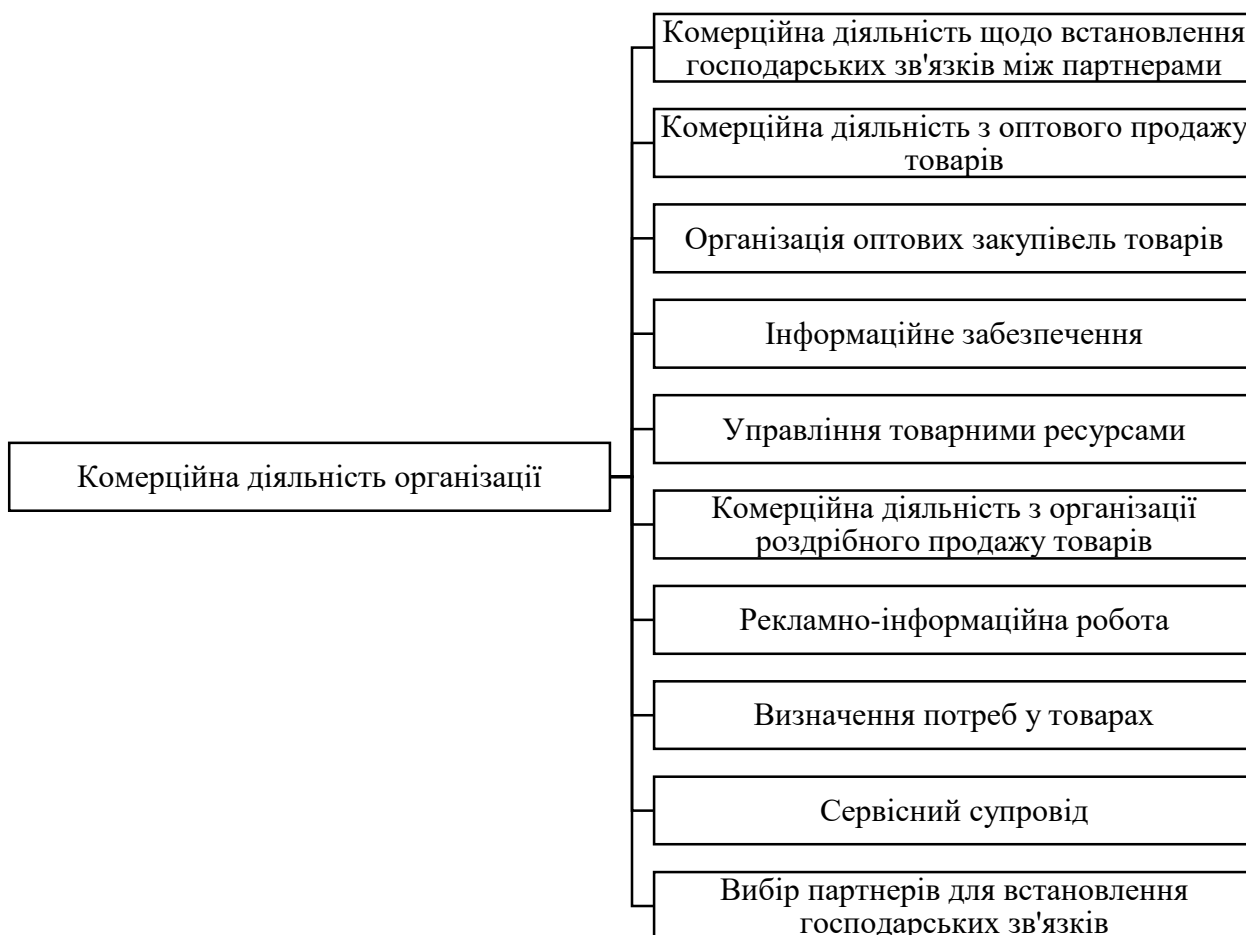 Комерційна діяльність щодо встановлення
господарських зв'язків між партнерами
Комерційна діяльність з оптового продажу
товарів
Організація оптових закупівель товарів
Інформаційне забезпечення
Управління товарними ресурсами
Комерційна діяльність організації
Комерційна діяльність з організації
роздрібного продажу товарів
Рекламно-інформаційна робота
Визначення потреб у товарах
Сервісний супровід
Вибір партнерів для встановлення
господарських зв'язків